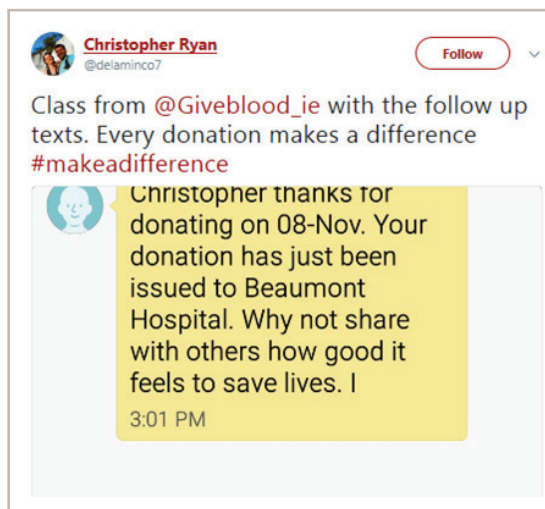 Christopher Ryan
Follow
@delaminco7
Class from @Giveblood_ie with the follow up
texts. Every donation makes a difference
#makeadifference
Christopher thanks for
donating on 08-Nov. Your
donation has just been
issued to Beaumont
Hospital. Why not share
with others how good it
feels to save lives. I
3:01 PM